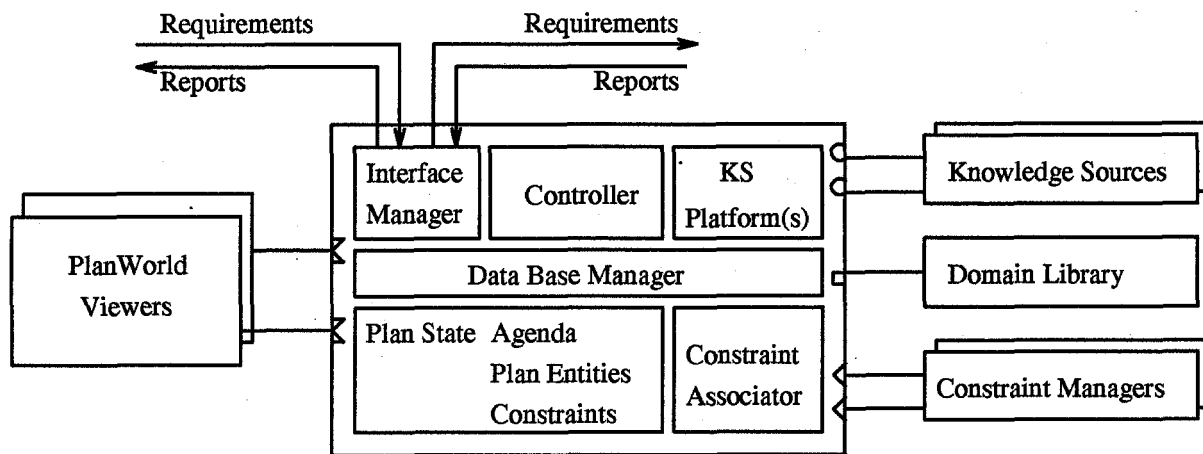 Requirements
Requirements
Reports
Reports
Interface
Manager
Controller
KS
Platform(s)
Knowledge Sources
PlanWorld
Viewers
Data Base Manager
Domain Library
Plan State Agenda
Plan Entities
Constraints
Constraint
Associator
Constraint Managers